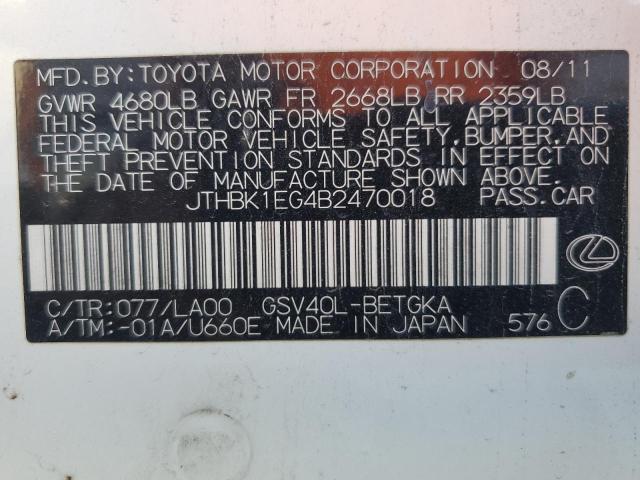 MFD. BY: TOYOTA MOTOR CORPORATION 08/11
GVWR 4680LB GAWR FR 2668LB RR 2359LB
THIS VEHICLE CONFORMS TO ALL APPLICABLE
FEDERAL MOTOR VEHICLE SAFETY, BUMPER, AND
THEFT PREVENTION STANDARDS IN EFFECT ON
THE DATE OF MANUFACTURE SHOWN ABOVE.
JTHBK1EG4B2470018 PASS.CAR
C/TR:077/LA00 GSV40L-BETGKA
A/TM:-01A/U660E MADE IN JAPAN 576 C